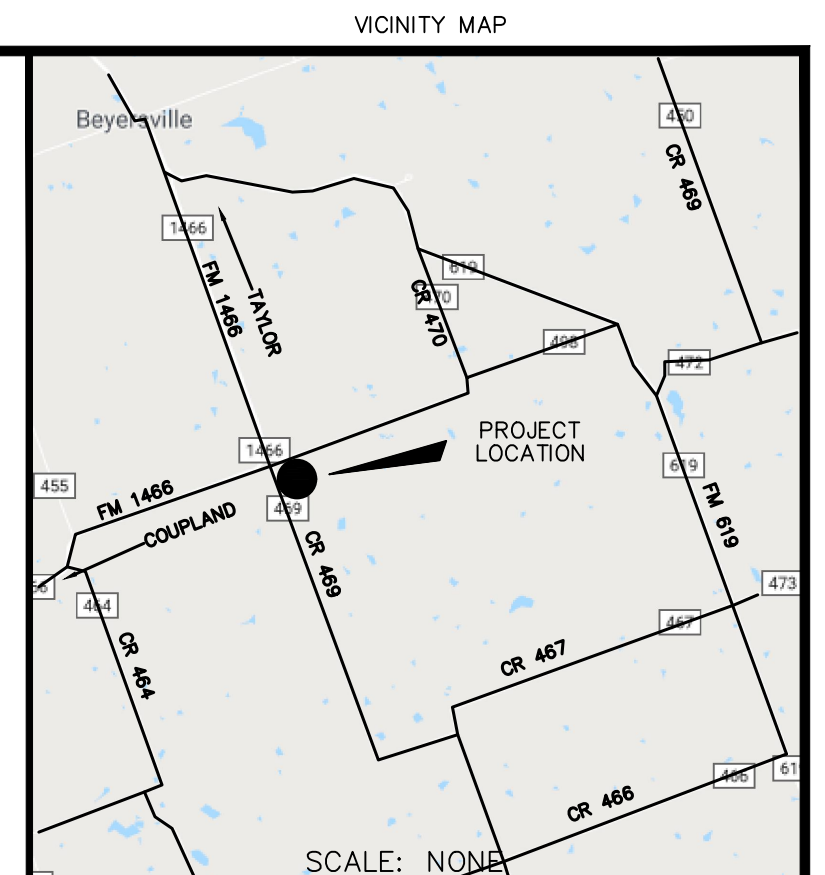 VICINITY MAP
Beyersville
450
CR 469
1466
FM 1466
TAYLOR
619
CR 470
498
472
1466
PROJECT
LOCATION
455
FM 1466
469
619
COUPLAND
FM 619
CR 469
473
464
467
CR 464
CR 467
466
619
CR 466
SCALE: NONE